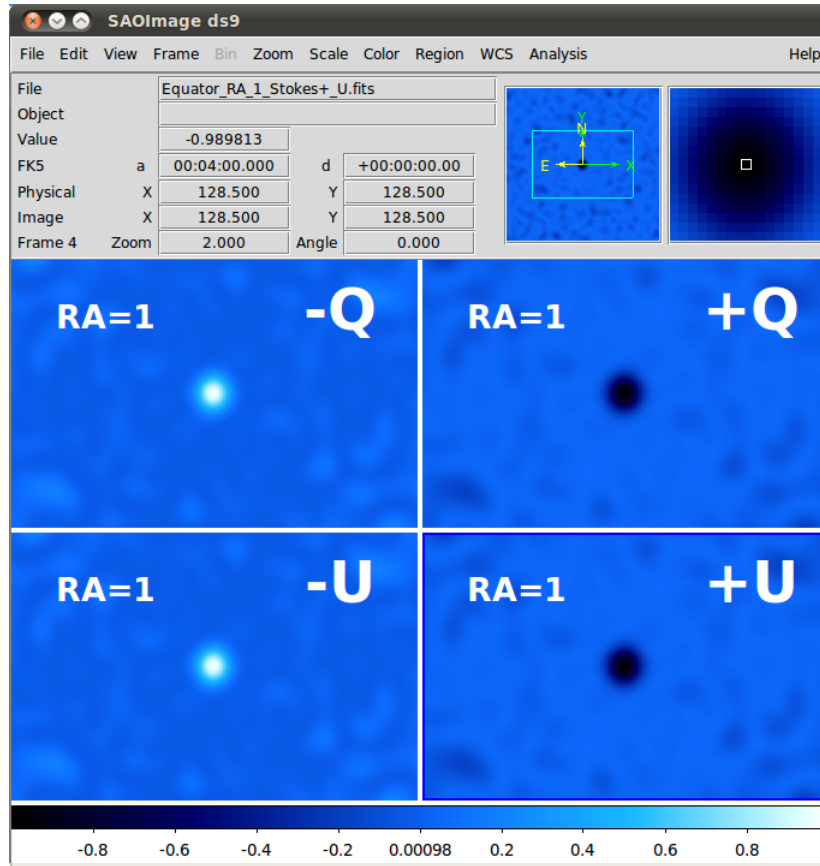 SAOImage ds9
File Edit View Frame Bin Zoom Scale Color Region WCS Analysis Help
File Equator_RA_1_Stokes+_U.fits
Object
Value -0.989813
FK5 a 00:04:00.000 d +00:00:00.00
Physical X 128.500 Y 128.500
Image X 128.500 Y 128.500
Frame 4 Zoom 2.000 Angle 0.000
Y
N
E X
RA=1 -Q RA=1 +Q
RA=1 -U RA=1 +U
-0.8 -0.6 -0.4 -0.2 0.00098 0.2 0.4 0.6 0.8